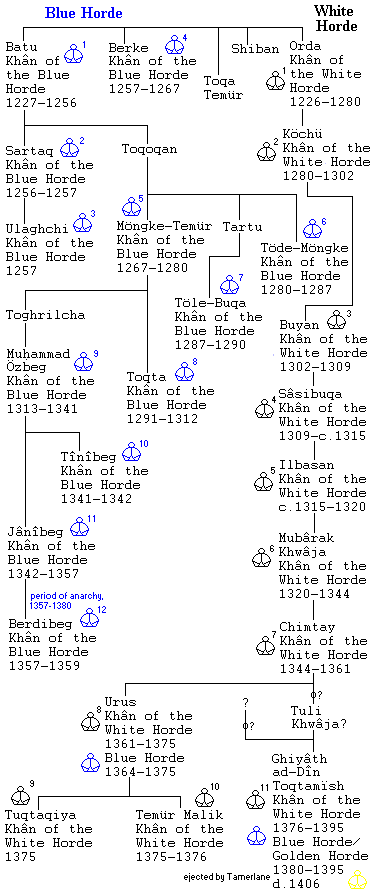 Blue Horde
White
Horde
Batu
Khân of
the Blue
Horde
1227–1256
1
Berke
Khân of the
Blue Horde
1257–1267
4
Toqa
Temür
Shiban
Orda
Khân of
the White
Horde
1226–1280
1
Köchü
Khân of the
White Horde
1280–1302
2
Sartaq
Khân of the
Blue Horde
1256–1257
2
Toqoqan
Ulaghchi
Khân of the
Blue Horde
1257
3
Möngke–Temür
Khân of the
Blue Horde
1267–1280
5
Tartu
Töde–Möngke
Khân of the
Blue Horde
1280–1287
6
Töle–Buqa
Khân of the
Blue Horde
1287–1290
7
Toghrilcha
Buyan
Khân of the
White Horde
1302–1309
3
Muhammad
Özbeg
Khân of the
Blue Horde
1313–1341
9
Toqta
Khân of the
Blue Horde
1291–1312
8
Sâsibuqa
Khân of the
White Horde
1309–c.1315
4
Tînîbeg
Khân of the
Blue Horde
1341–1342
10
Ilbasan
Khân of the
White Horde
c.1315–1320
5
Jânîbeg
Khân of the
Blue Horde
1342–1357
11
Mubârak
Khwâja
Khân of the
White Horde
1320–1344
6
period of anarchy,
1357-1380
Berdibeg
Khân of the
Blue Horde
1357–1359
12
Chimtay
Khân of the
White Horde
1344–1361
7
Urus
Khân of the
White Horde
1361–1375
Blue Horde
1364–1375
8
?
o?
o?
Tuli
Khwâja?
Ghiyâth
ad–Dîn
Toqtamïsh
Khân of the
White Horde
1376–1395
Blue Horde/
Golden Horde
1380–1395
d.1406
11
Tuqtaqiya
Khân of the
White Horde
1375
9
Temür Malik
Khân of the
White Horde
1375–1376
10
ejected by Tamerlane